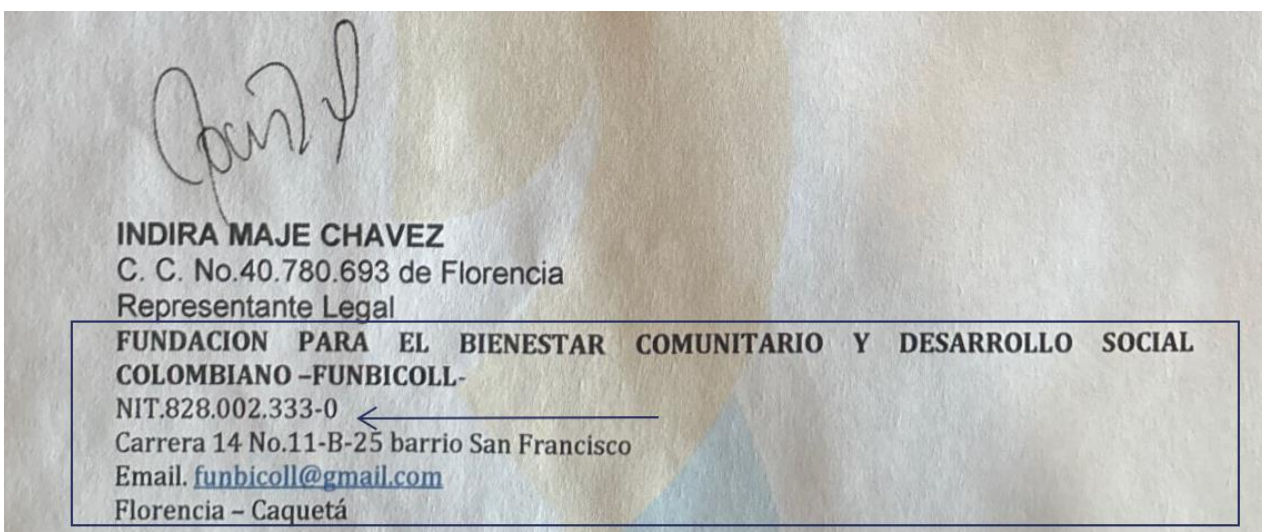 INDIRA MAJE CHAVEZ
C. C. No.40.780.693 de Florencia
Representante Legal
FUNDACION PARA EL BIENESTAR COMUNITARIO Y DESARROLLO SOCIAL
COLOMBIANO –FUNBICOLL-
NIT.828.002.333-0
Carrera 14 No.11-B-25 barrio San Francisco
Email. funbicoll@gmail.com
Florencia – Caquetá